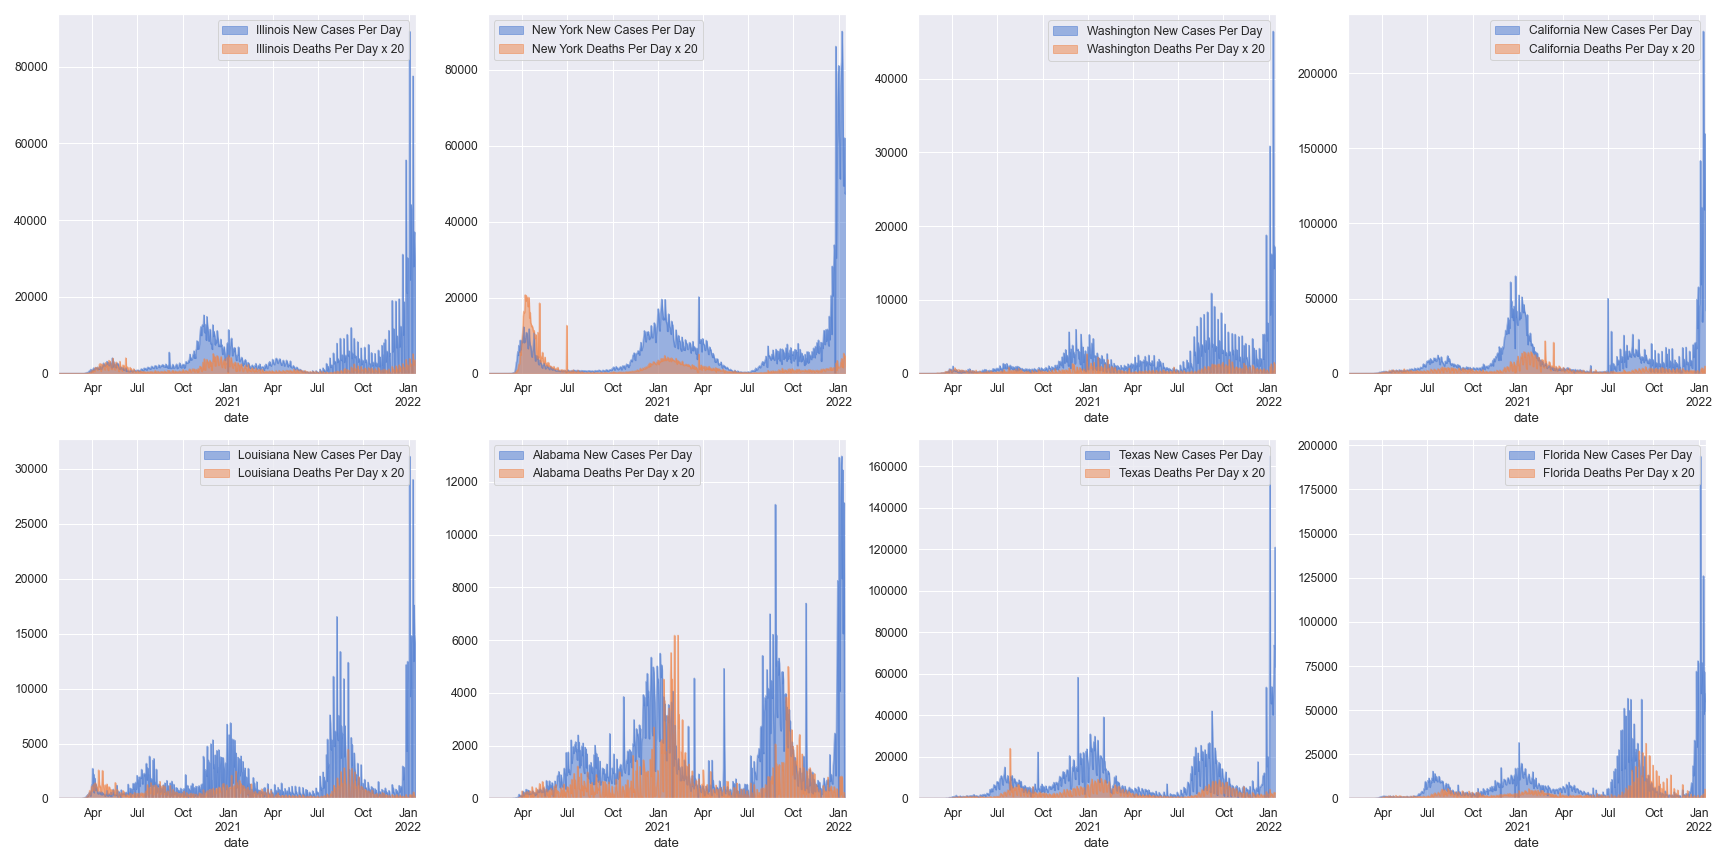 Illinois New Cases Per Day
Illinois Deaths Per Day x 20
80000
60000
40000
20000
0
Apr Jul Oct Jan Apr Jul Oct Jan
2021 2022
date
New York New Cases Per Day
New York Deaths Per Day x 20
80000
60000
40000
20000
0
Apr Jul Oct Jan Apr Jul Oct Jan
2021 2022
date
Washington New Cases Per Day
Washington Deaths Per Day x 20
40000
30000
20000
10000
0
Apr Jul Oct Jan Apr Jul Oct Jan
2021 2022
date
California New Cases Per Day
California Deaths Per Day x 20
200000
150000
100000
50000
0
Apr Jul Oct Jan Apr Jul Oct Jan
2021 2022
date
Louisiana New Cases Per Day
Louisiana Deaths Per Day x 20
30000
25000
20000
15000
10000
5000
0
Apr Jul Oct Jan Apr Jul Oct Jan
2021 2022
date
Alabama New Cases Per Day
Alabama Deaths Per Day x 20
12000
10000
8000
6000
4000
2000
0
Apr Jul Oct Jan Apr Jul Oct Jan
2021 2022
date
Texas New Cases Per Day
Texas Deaths Per Day x 20
160000
140000
120000
100000
80000
60000
40000
20000
0
Apr Jul Oct Jan Apr Jul Oct Jan
2021 2022
date
Florida New Cases Per Day
Florida Deaths Per Day x 20
200000
175000
150000
125000
100000
75000
50000
25000
0
Apr Jul Oct Jan Apr Jul Oct Jan
2021 2022
date